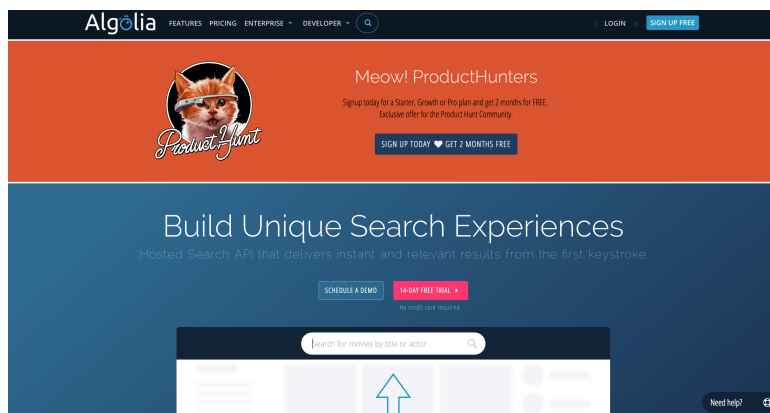 Algolia
FEATURES PRICING ENTERPRISE DEVELOPER
LOGIN or SIGN UP FREE
Meow! ProductHunters
Signup today for a Starter, Growth or Pro plan and get 2 months for FREE.
Exclusive offer for the Product Hunt Community.
Product Hunt
SIGN UP TODAY GET 2 MONTHS FREE
Build Unique Search Experiences
Hosted Search API that delivers instant and relevant results from the first keystroke
SCHEDULE A DEMO
14-DAY FREE TRIAL
No credit card required.
Search for movies by title or actor
Need help?